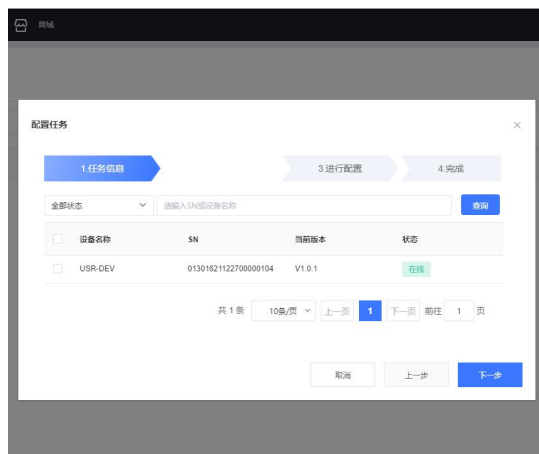 商城
配置任务
×
1.任务信息 3.进行配置 4.完成
全部状态 请输入SN或设备名称 查询
设备名称 SN 当前版本 状态
USR-DEV 01301621122700000104 V1.0.1 在线
共 1 条 10条/页 上一页 1 下一页 前往 1 页
取消 上一步 下一步